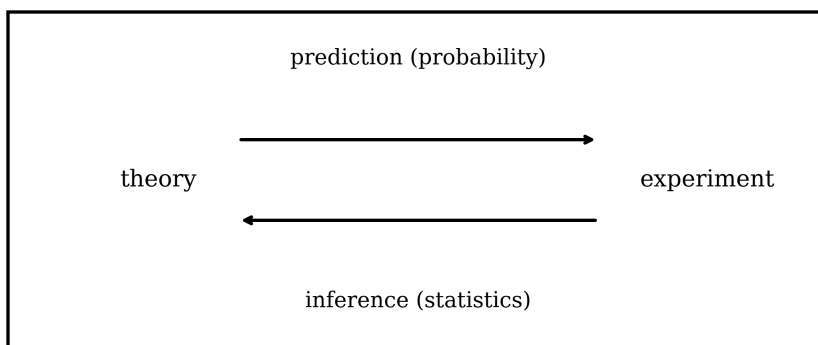 prediction (probability)
theory
experiment
inference (statistics)